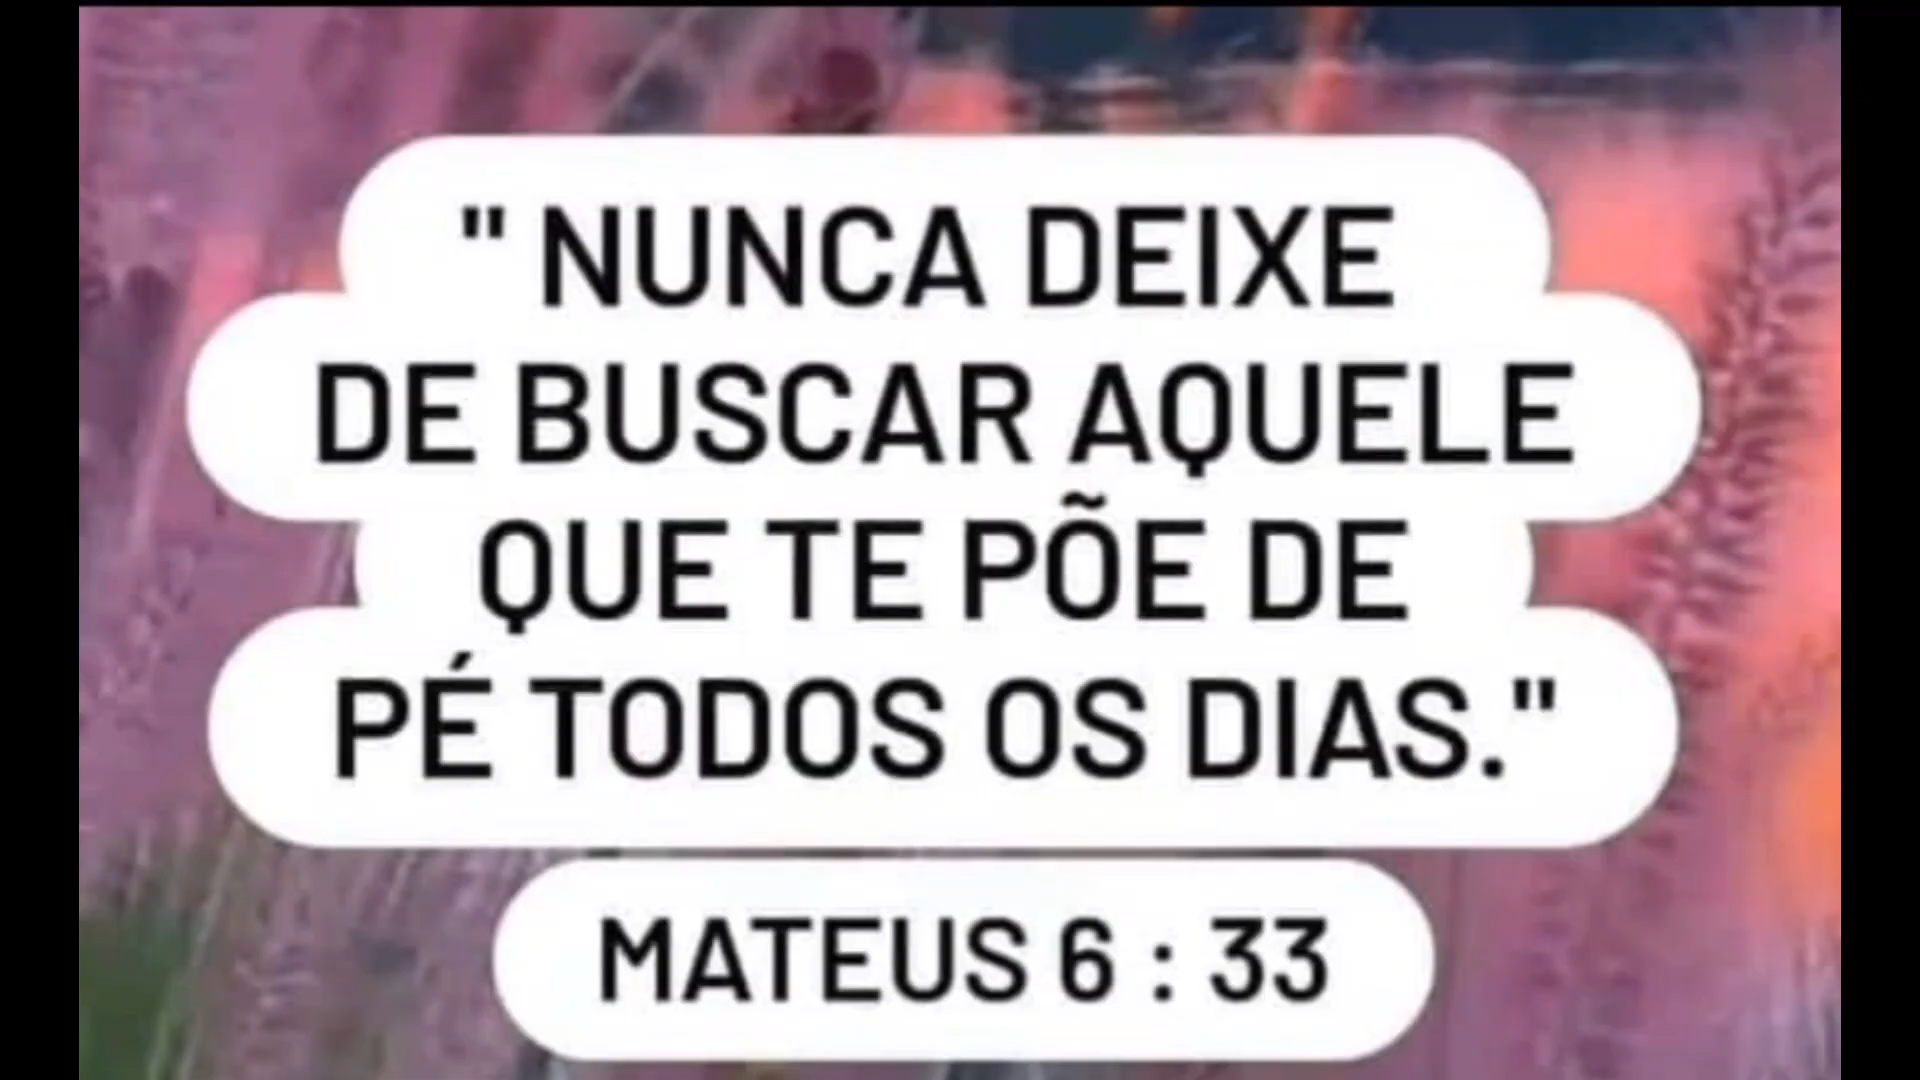 " NUNCA DEIXE
DE BUSCAR AQUELE
QUE TE PÕE DE
PÉ TODOS OS DIAS."
MATEUS 6 : 33